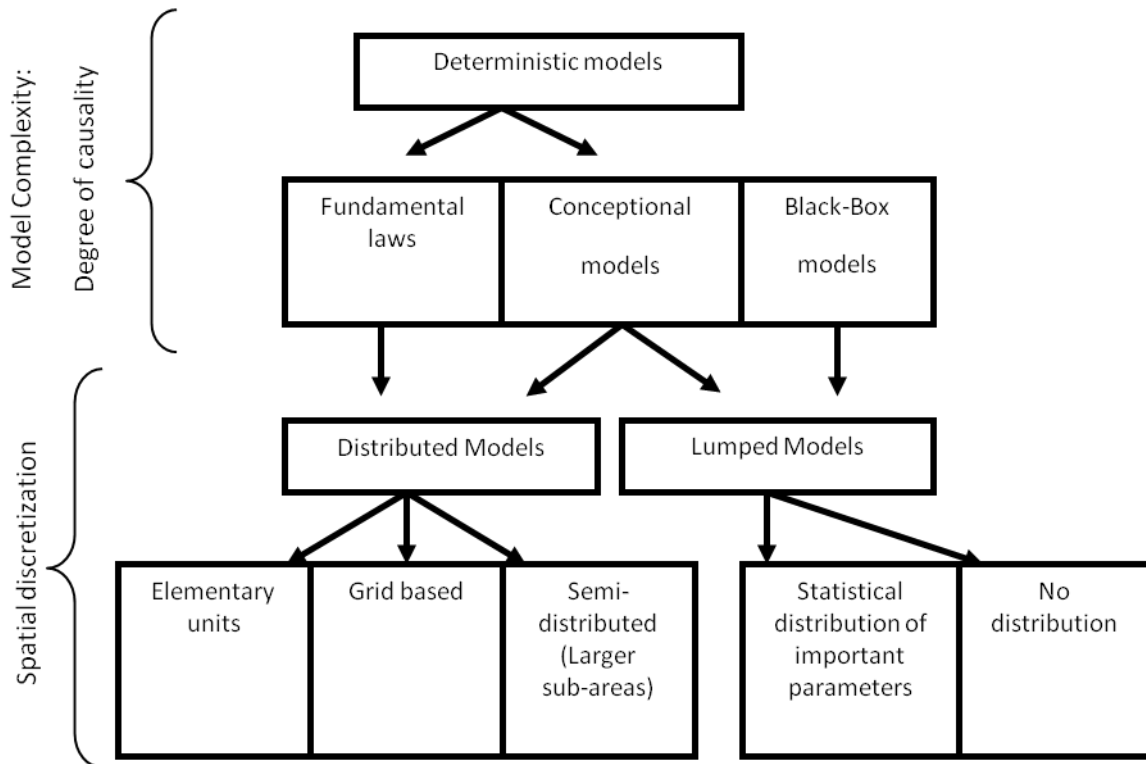 Model Complexity:
Degree of causality
Deterministic models
Fundamental
laws
Conceptional
models
Black-Box
models
Spatial discretization
Distributed Models
Lumped Models
Elementary
units
Grid based
Semi-
distributed
(Larger
sub-areas)
Statistical
distribution of
important
parameters
No
distribution